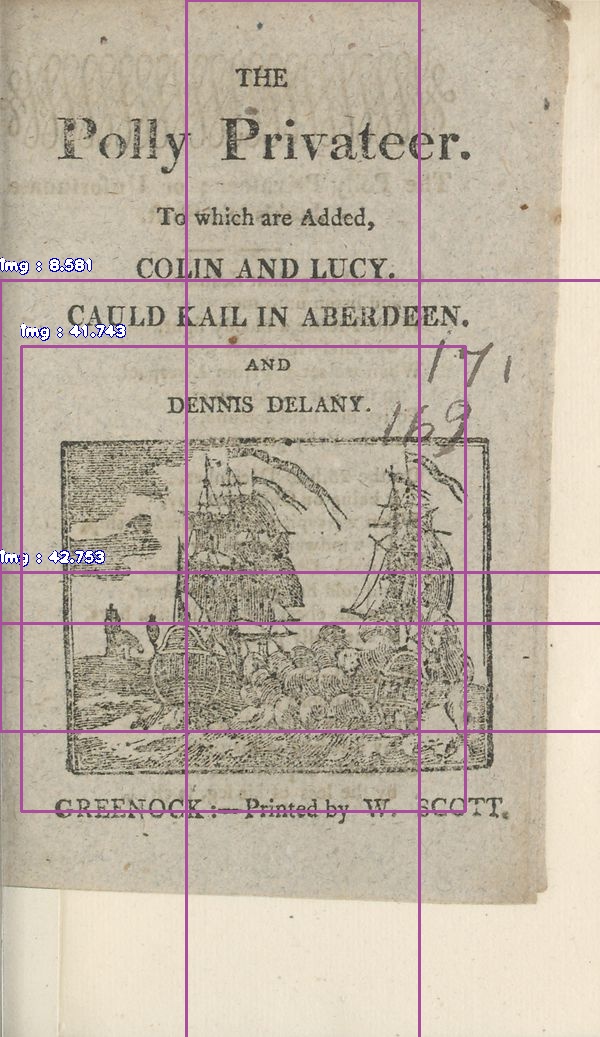 THE
Polly Privateer.
To which are Added,
COLIN AND LUCY.
img : 8.581
CAULD KAIL IN ABERDEEN.
img : 41.743
AND
171
DENNIS DELANY.
169
img : 42.753
GREENOCK:—Printed by W. SCOTT.